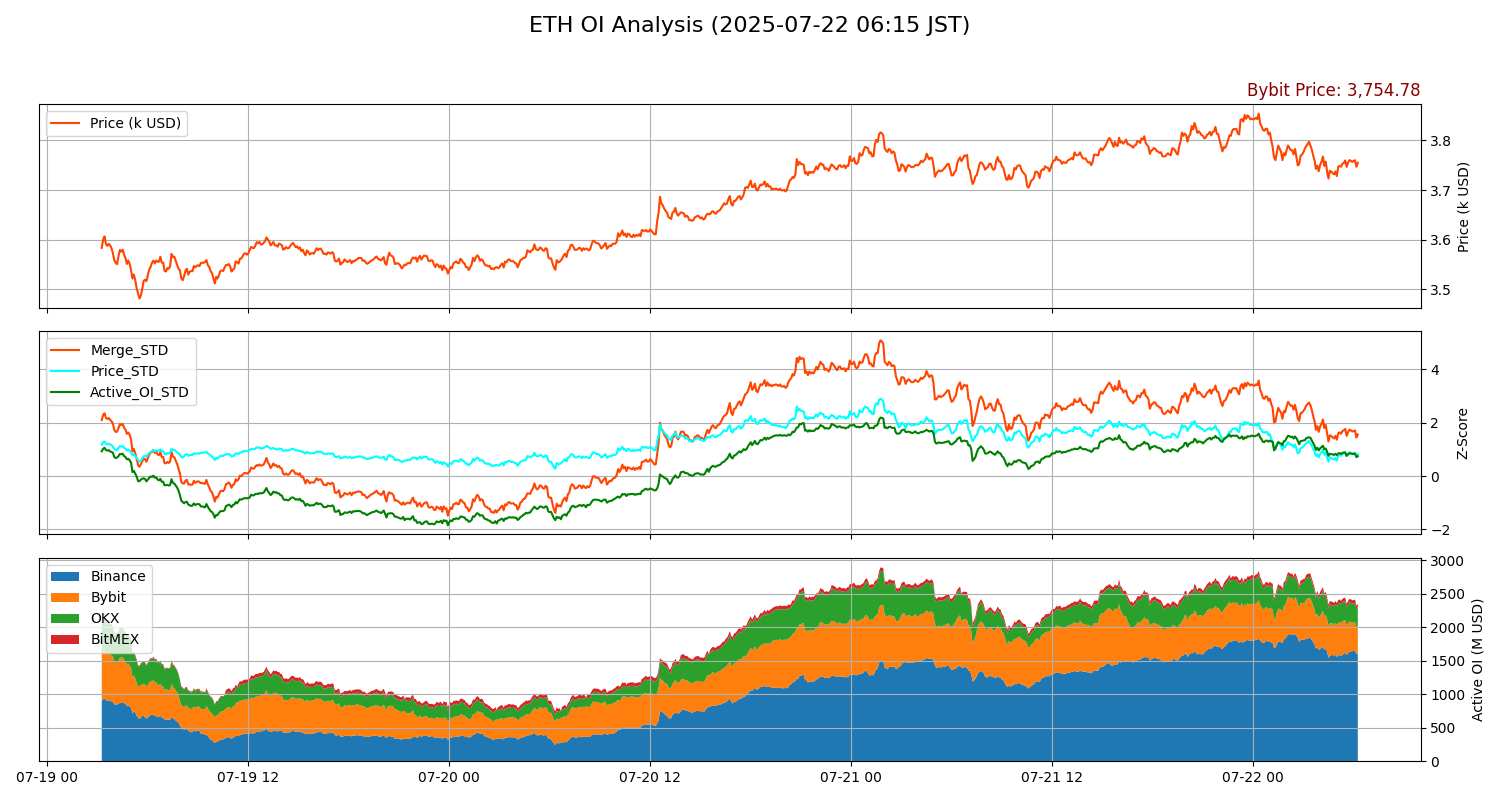 ETH OI Analysis (2025-07-22 06:15 JST)
Bybit Price: 3,754.78
Price (k USD)
3.8
3.7
3.6
3.5
Price (k USD)
Merge_STD
Price_STD
Active_OI_STD
4
2
0
−2
Z-Score
Binance
Bybit
OKX
BitMEX
3000
2500
2000
1500
1000
500
0
Active OI (M USD)
07-19 00
07-19 12
07-20 00
07-20 12
07-21 00
07-21 12
07-22 00